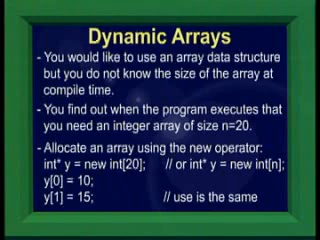 Dynamic Arrays
- You would like to use an array data structure
but you do not know the size of the array at
compile time.
- You find out when the program executes that
you need an integer array of size n=20.
- Allocate an array using the new operator:
int* y = new int[20]; // or int* y = new int[n];
y[0] = 10;
y[1] = 15; // use is the same